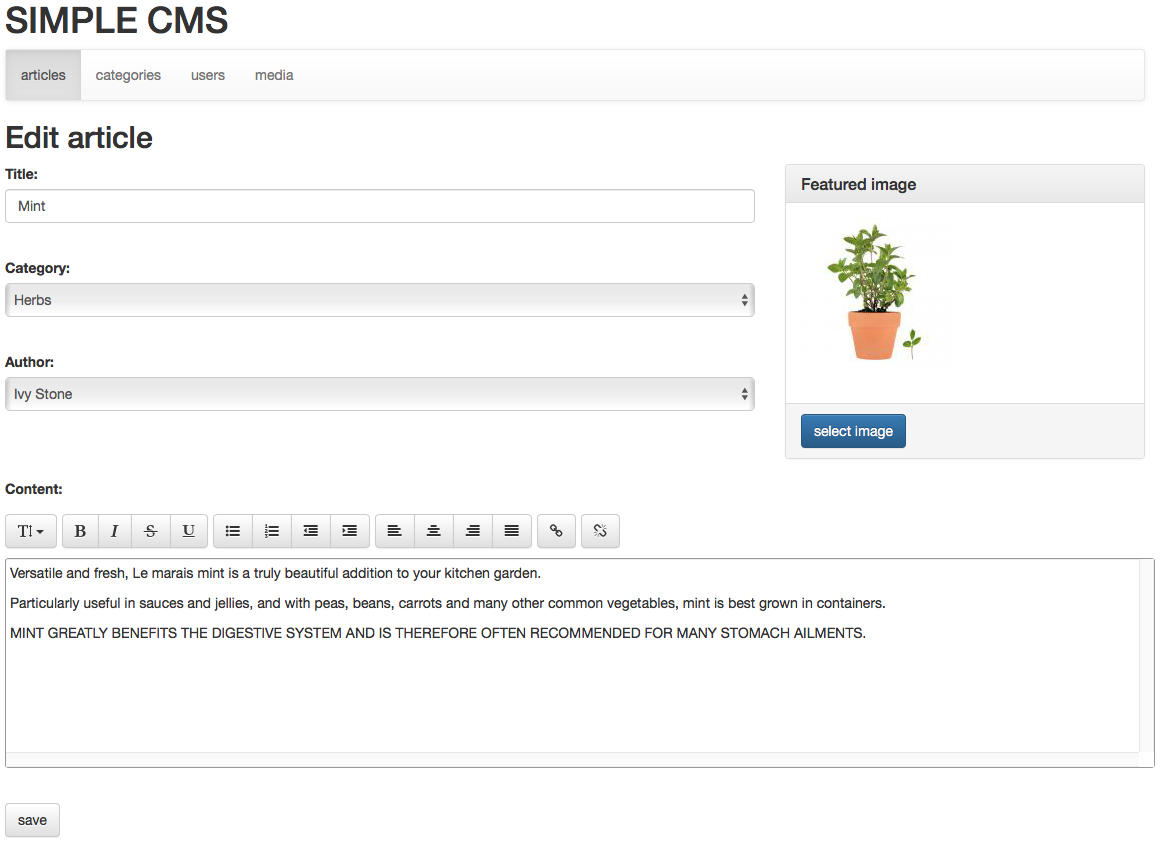 SIMPLE CMS
articles categories users media
Edit article
Title:
Mint
Category:
Herbs
Author:
Ivy Stone
Featured image
select image
Content:
T B I S U
Versatile and fresh, Le marais mint is a truly beautiful addition to your kitchen garden.
Particularly useful in sauces and jellies, and with peas, beans, carrots and many other common vegetables, mint is best grown in containers.
MINT GREATLY BENEFITS THE DIGESTIVE SYSTEM AND IS THEREFORE OFTEN RECOMMENDED FOR MANY STOMACH AILMENTS.
save